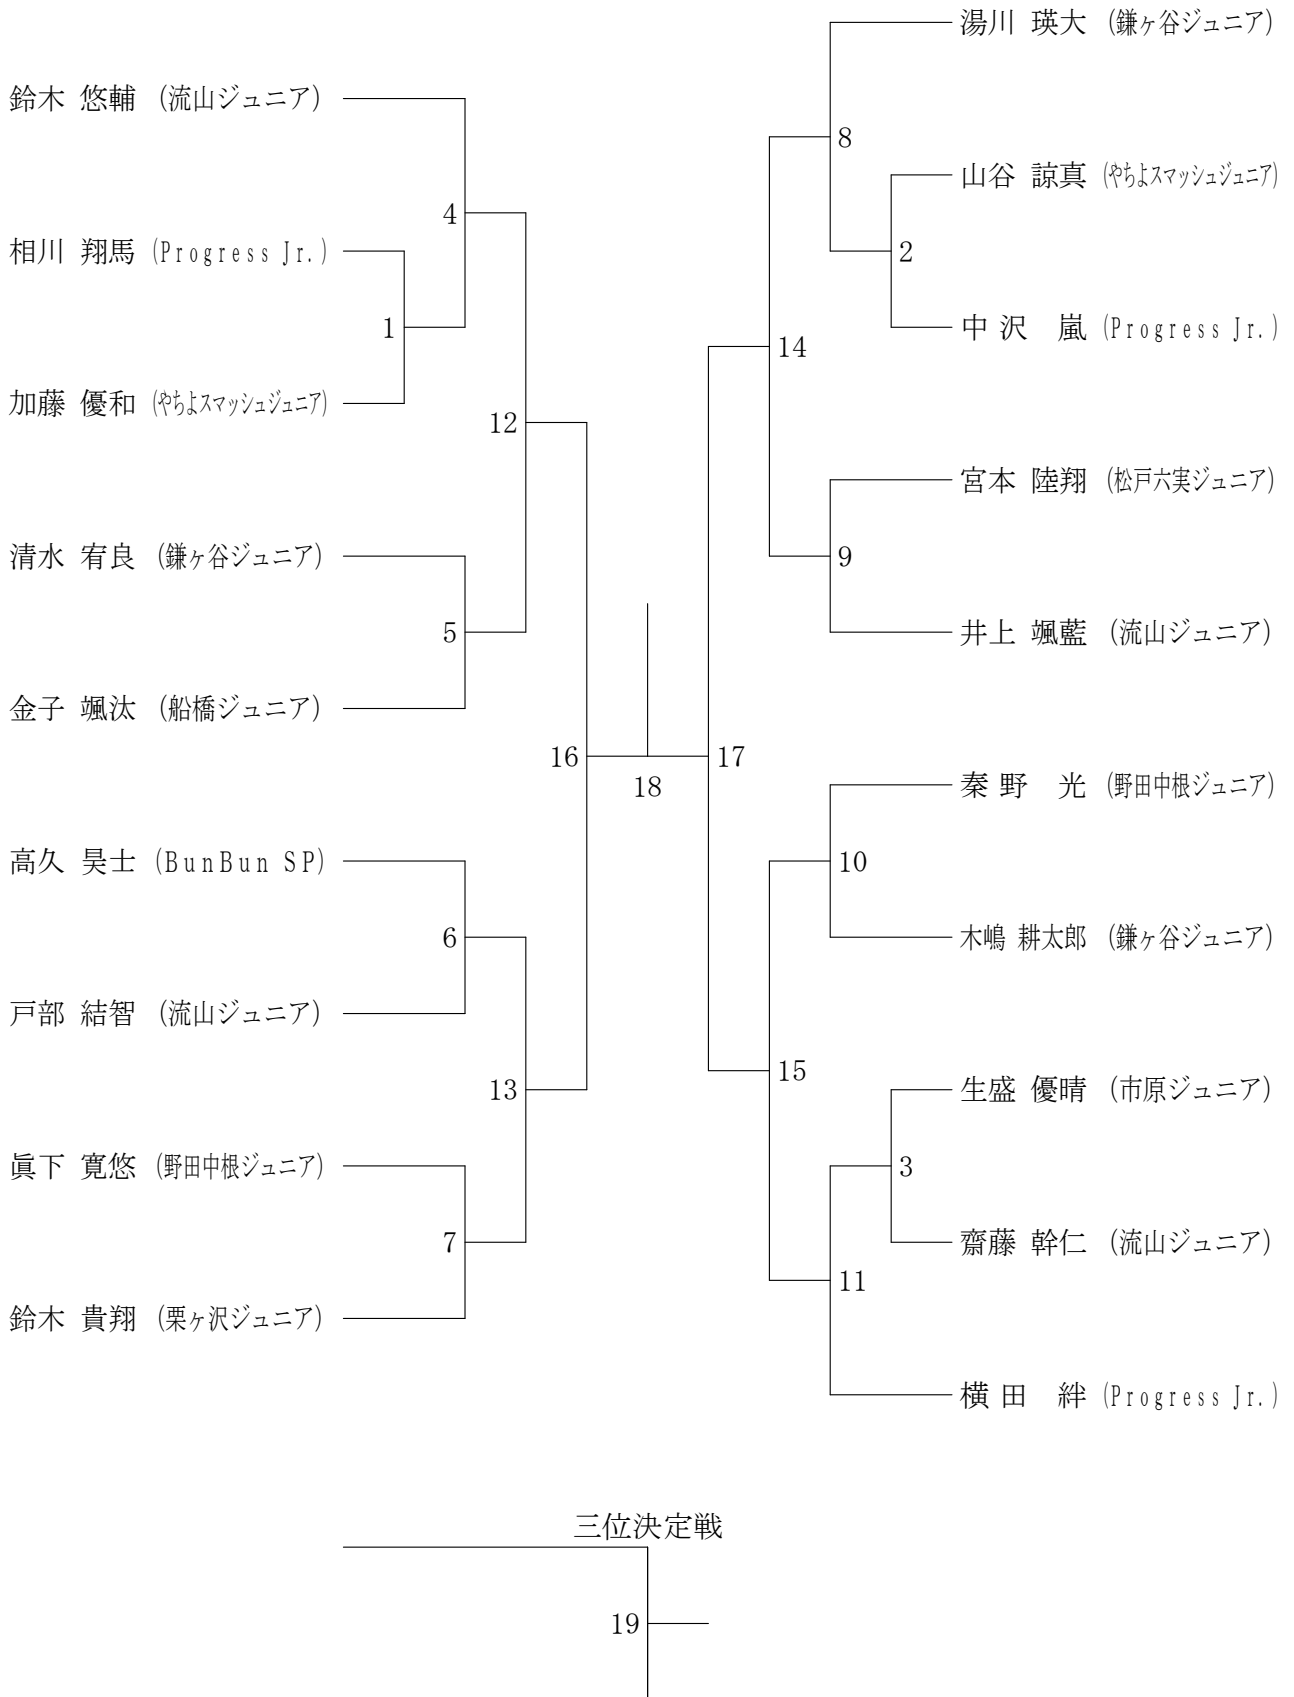 鈴木 悠輔 (流山ジュニア)
相川 翔馬 (Progress Jr.)
加藤 優和 (やちよスマッシュジュニア)
清水 宥良 (鎌ヶ谷ジュニア)
金子 颯汰 (船橋ジュニア)
高久 昊士 (BunBun SP)
戸部 結智 (流山ジュニア)
眞下 寛悠 (野田中根ジュニア)
鈴木 貴翔 (栗ヶ沢ジュニア)
4
1
12
5
16
6
13
7
18
湯川 瑛大 (鎌ヶ谷ジュニア)
山谷 諒真 (やちよスマッシュジュニア)
中沢 嵐 (Progress Jr.)
宮本 陸翔 (松戸六実ジュニア)
井上 颯藍 (流山ジュニア)
秦野 光 (野田中根ジュニア)
木嶋 耕太郎 (鎌ヶ谷ジュニア)
生盛 優晴 (市原ジュニア)
齋藤 幹仁 (流山ジュニア)
横田 絆 (Progress Jr.)
8
2
14
9
17
10
15
3
11
三位決定戦
19